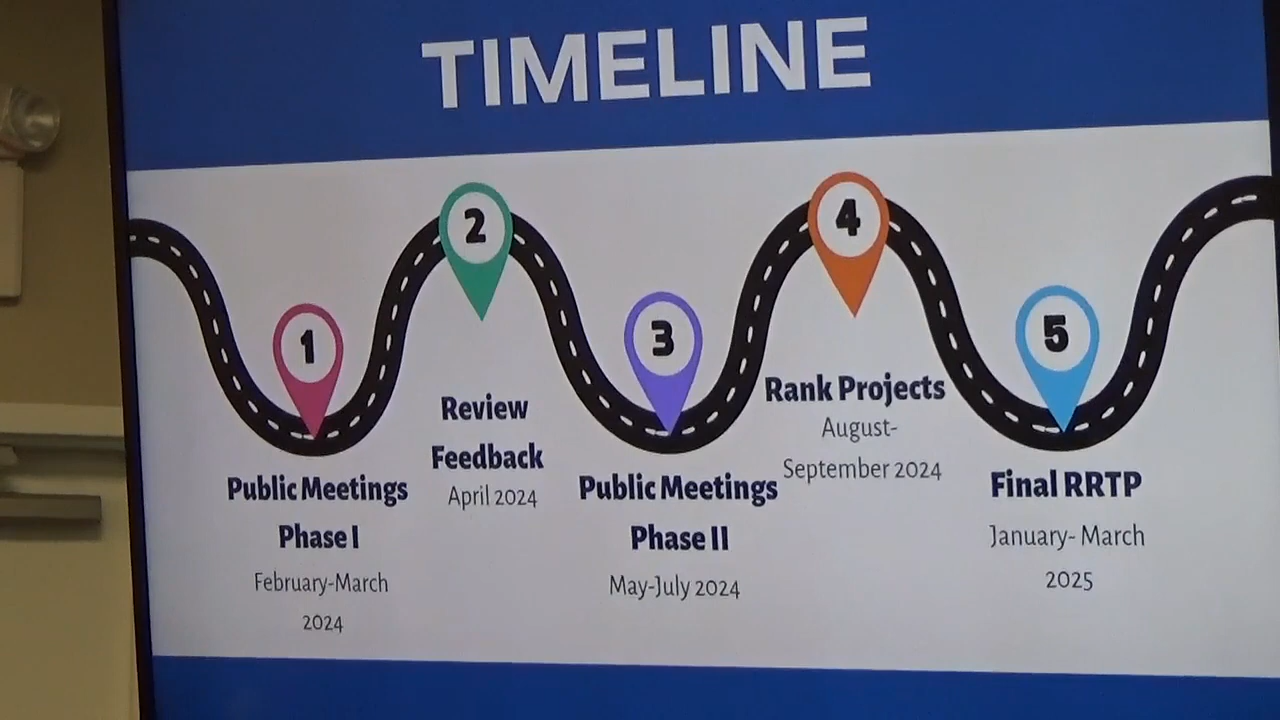 TIMELINE
1
Public Meetings
Phase I
February-March
2024
2
Review
Feedback
April 2024
3
Public Meetings
Phase II
May-July 2024
4
Rank Projects
August-
September 2024
5
Final RRTP
January- March
2025